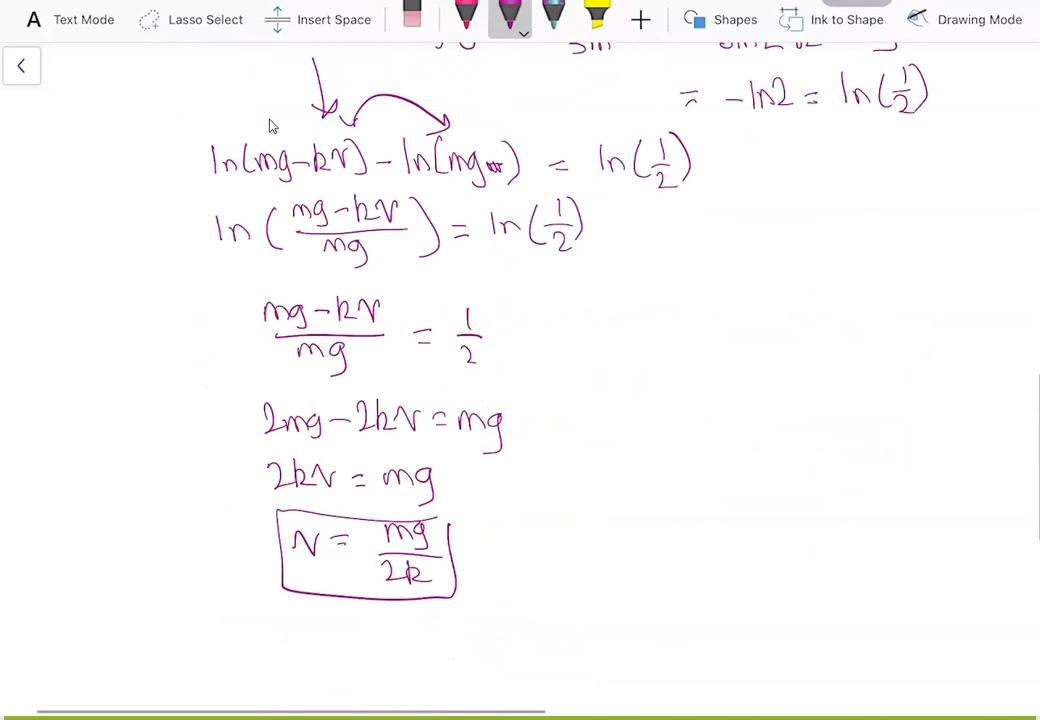 A Text Mode Lasso Select Insert Space Shapes Ink to Shape Drawing Mode
= -ln2 = ln(1/2)
ln(mg-kv) - ln(mg) = ln(1/2)
ln((mg-kv)/mg) = ln(1/2)
(mg-kv)/mg = 1/2
2mg-2kv = mg
2kv = mg
v = mg/2k